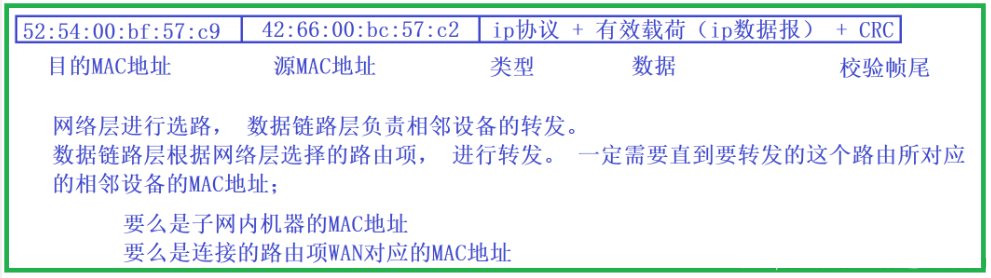 52:54:00:bf:57:c9 42:66:00:bc:57:c2 ip协议 + 有效载荷（ip数据报） + CRC
目的MAC地址 源MAC地址 类型 数据 校验帧尾
网络层进行选路， 数据链路层负责相邻设备的转发。
数据链路层根据网络层选择的路由项， 进行转发。 一定需要直到要转发的这个路由所对应
的相邻设备的MAC地址；
要么是子网内机器的MAC地址
要么是连接的路由项WAN对应的MAC地址